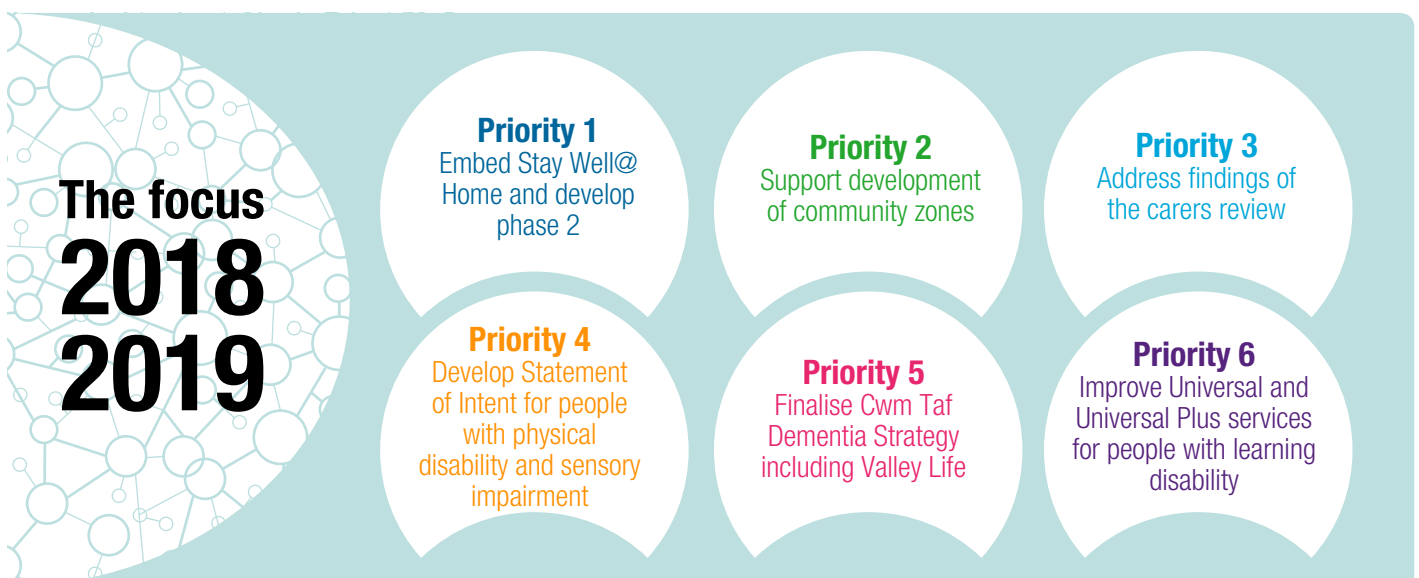 The focus
2018
2019
Priority 1
Embed Stay Well@
Home and develop
phase 2
Priority 2
Support development
of community zones
Priority 3
Address findings of
the carers review
Priority 4
Develop Statement
of Intent for people
with physical
disability and sensory
impairment
Priority 5
Finalise Cwm Taf
Dementia Strategy
including Valley Life
Priority 6
Improve Universal and
Universal Plus services
for people with learning
disability